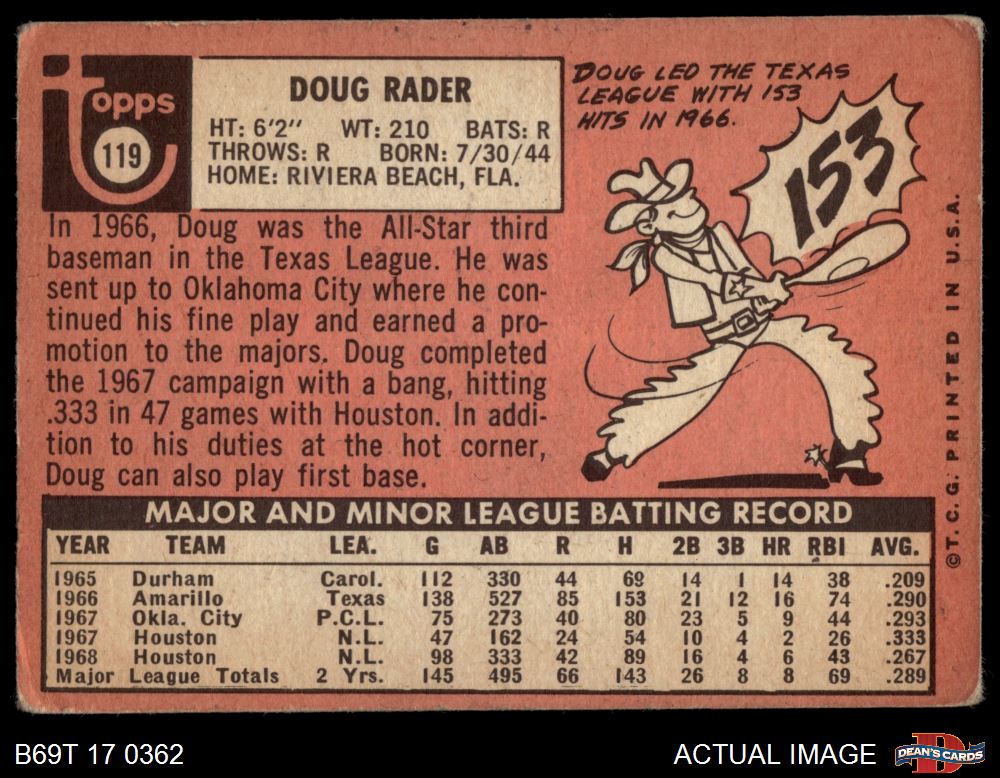 topps
119
DOUG RADER
HT: 6'2" WT: 210 BATS: R
THROWS: R BORN: 7/30/44
HOME: RIVIERA BEACH, FLA.
DOUG LED THE TEXAS
LEAGUE WITH 153
HITS IN 1966.
153
In 1966, Doug was the All-Star third
baseman in the Texas League. He was
sent up to Oklahoma City where he con-
tinued his fine play and earned a pro-
motion to the majors. Doug completed
the 1967 campaign with a bang, hitting
.333 in 47 games with Houston. In addi-
tion to his duties at the hot corner,
Doug can also play first base.
©T.C.G. PRINTED IN U.S.A.
MAJOR AND MINOR LEAGUE BATTING RECORD
YEAR TEAM LEA. G AB R H 2B 3B HR RBI AVG.
1965 Durham Carol. 112 330 44 69 14 1 14 38 .209
1966 Amarillo Texas 138 527 85 153 21 12 16 74 .290
1967 Okla. City P.C.L. 75 273 40 80 23 5 9 44 .293
1967 Houston N.L. 47 162 24 54 10 4 2 26 .333
1968 Houston N.L. 98 333 42 89 16 4 6 43 .267
Major League Totals 2 Yrs. 145 495 66 143 26 8 8 69 .289
B69T 17 0362
ACTUAL IMAGE
D
DEAN'S CARDS